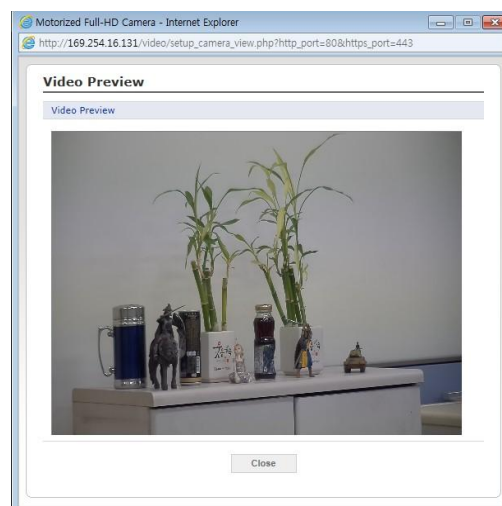 Motorized Full-HD Camera - Internet Explorer
http://169.254.16.131/video/setup_camera_view.php?http_port=80&https_port=443
Video Preview
Video Preview
Close